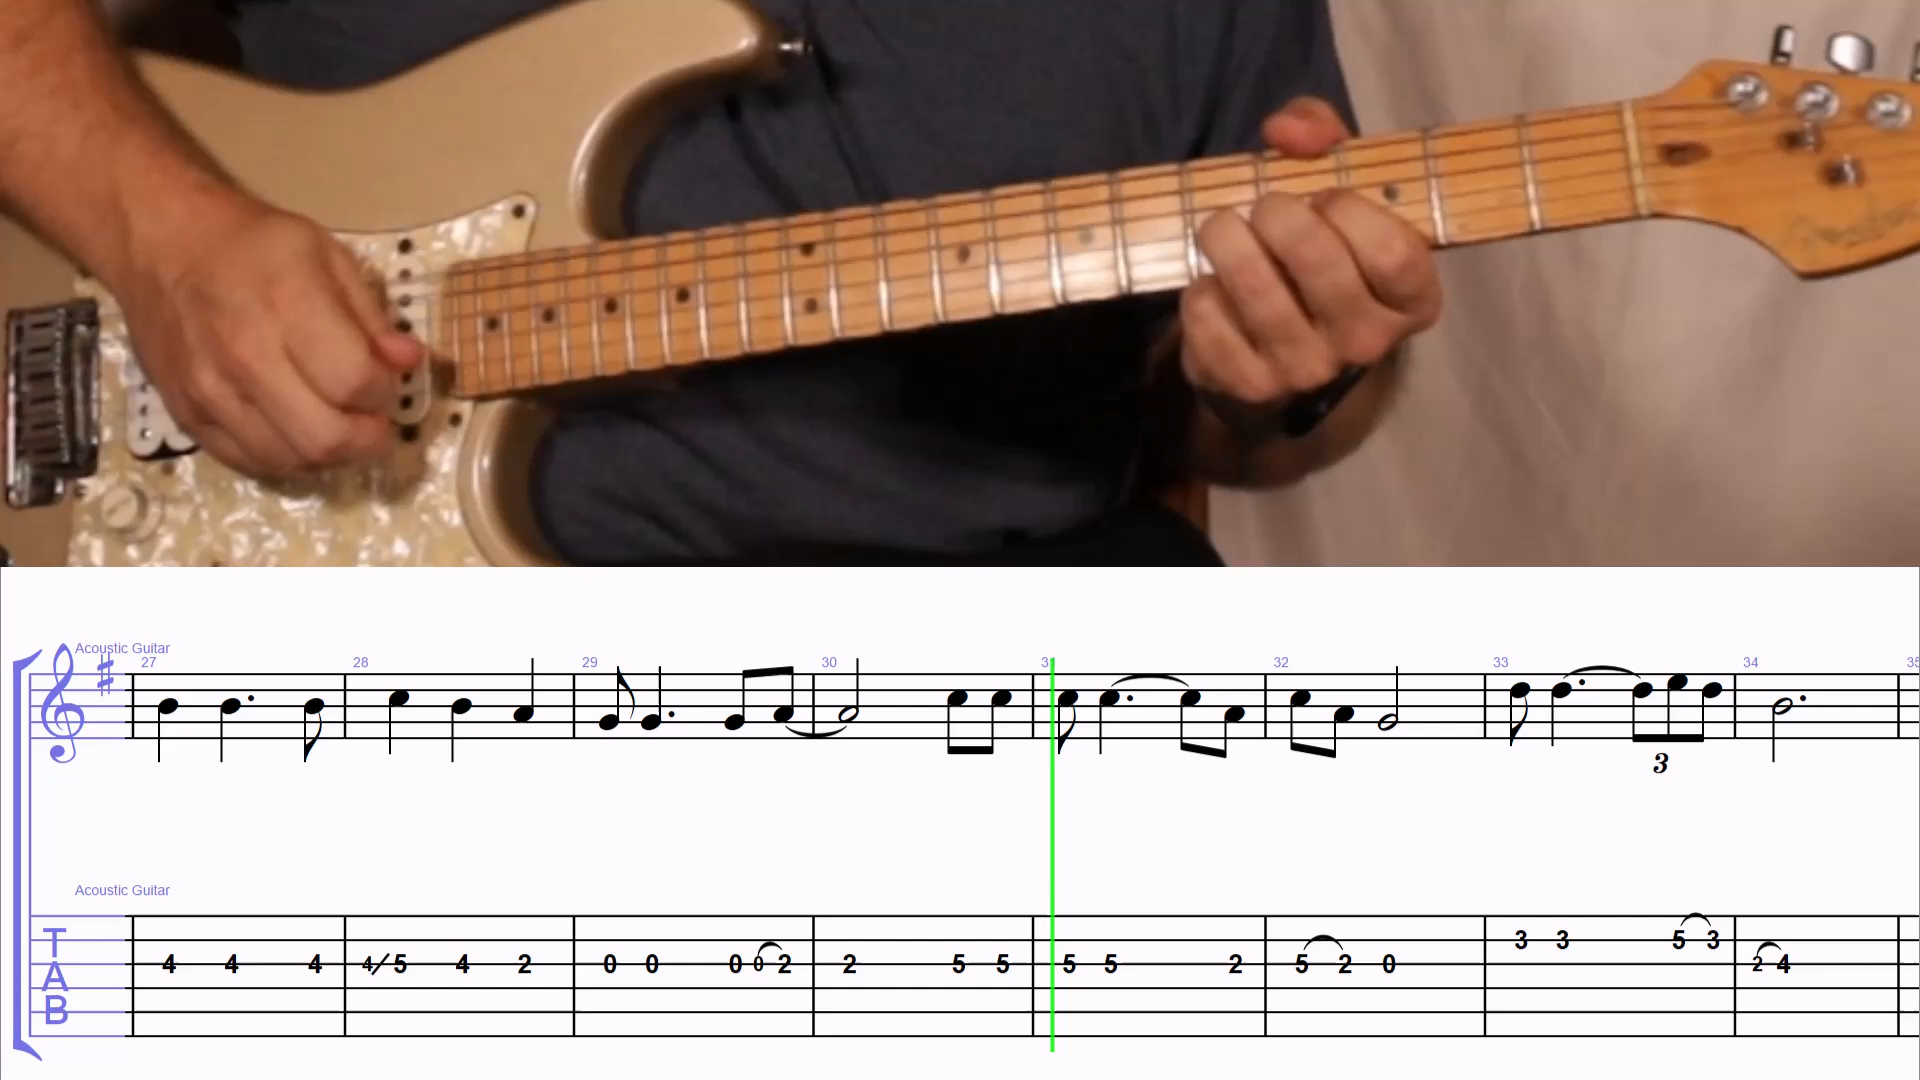 Acoustic Guitar
27 28 29 30 31 32 33 34 35
3
Acoustic Guitar
T
A
B
4 4 4 4 5 4 2 0 0 0 0 2 2 5 5 5 5 2 5 2 0 3 3 5 3 2 4